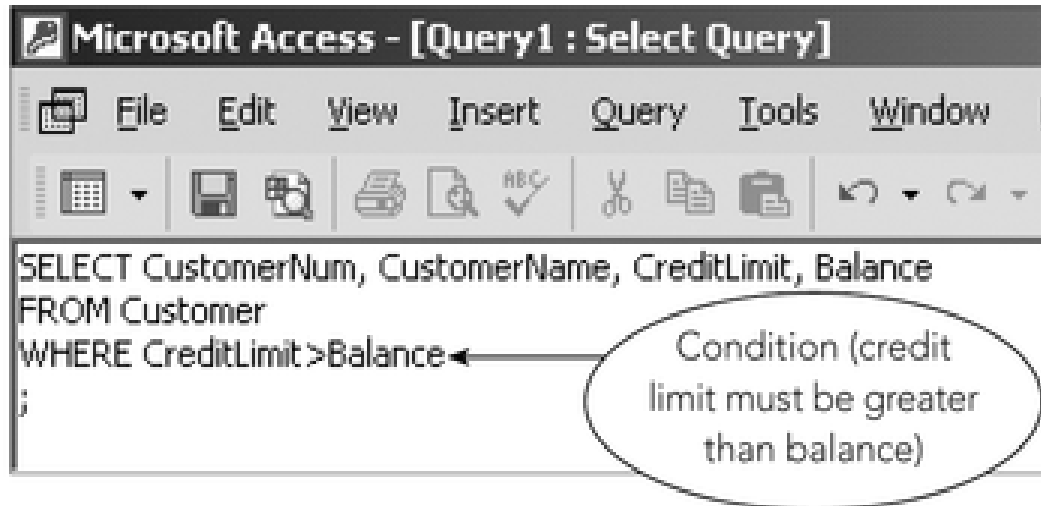 Microsoft Access - [Query1 : Select Query]
File Edit View Insert Query Tools Window
ABC
SELECT CustomerNum, CustomerName, CreditLimit, Balance
FROM Customer
WHERE CreditLimit>Balance
;
Condition (credit
limit must be greater
than balance)